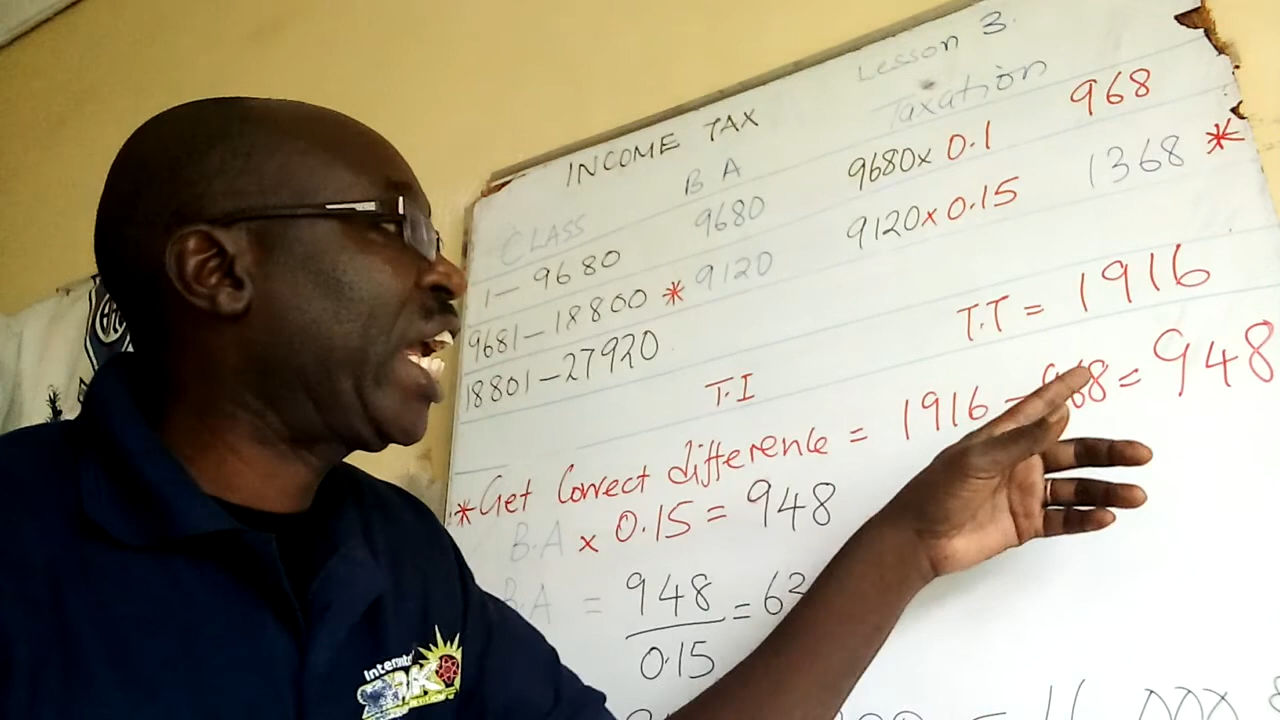 Lesson 3.
INCOME TAX
Taxation
CLASS B A
1 - 9680 9680 9680 x 0.1 968
9681 - 18800 * 9120 9120 x 0.15 1368 *
18801 - 27920
T.T = 1916
T.I
* Get Correct difference = 1916 - 968 = 948
B.A x 0.15 = 948
B.A = 948
0.15 = 63